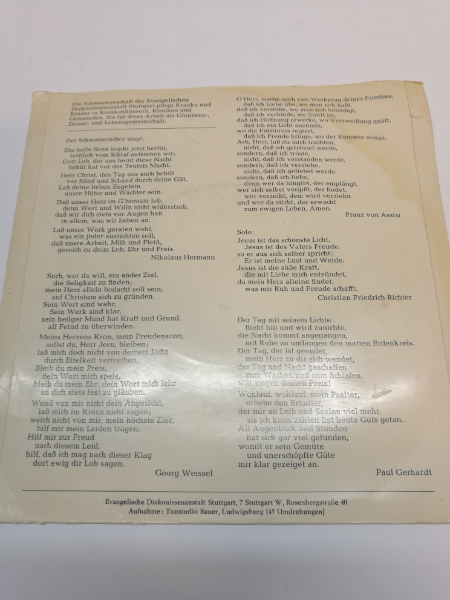 Die Schwesternschaft der Evangelischen
Diakonissenanstalt Stuttgart pflegt Kranke und
Kinder in Krankenhäusern, Kliniken und
Gemeinden. Sie tut diese Arbeit als Glaubens-,
Dienst- und Lebensgemeinschaft.
Der Schwesternchor singt:
Die helle Sonn leucht jetzt herfür,
fröhlich vom Schlaf aufstehen wir;
Gott Lob, der uns heint diese Nacht
behüt hat vor des Teufels Macht.
Herr Christ, den Tag uns auch behüt
vor Sünd und Schand durch deine Güt.
Laß deine lieben Engelein
unsre Hüter und Wächter sein.
Daß unser Herz in G'horsam leb,
deim Wort und Willn nicht widerstreb,
daß wir dich stets vor Augen han
in allem, was wir heben an.
Laß unser Werk geraten wohl,
was ein jeder ausrichten soll,
daß unsre Arbeit, Müh und Fleiß,
gereich zu deim Lob, Ehr und Preis.
Nikolaus Hermann
Such, wer da will, ein ander Ziel,
die Seligkeit zu finden;
mein Herz allein bedacht soll sein,
auf Christum sich zu gründen.
Sein Wort sind wahr,
Sein Werk sind klar,
sein heilger Mund hat Kraft und Grund,
all Feind zu überwinden.
Meins Herzens Kron, mein Freudensonn,
sollst du, Herr Jesu, bleiben;
laß mich doch nicht von deinem Licht
durch Eitelkeit vertreiben.
Bleib du mein Preis,
dein Wort mich speis,
bleib du mein Ehr, dein Wort mich lehr
an dich stets fest zu glauben.
Wend von mir nicht dein Angesicht,
laß mich im Kreuz nicht zagen;
weich nicht von mir, mein höchste Zier,
hilf mir mein Leiden tragen.
Hilf mir zur Freud
nach diesem Leid,
hilf, daß ich mag nach dieser Klag
dort ewig dir Lob sagen.
Georg Weissel
O Herr, mache mich zum Werkzeug deines Friedens,
daß ich Liebe übe, wo man sich haßt,
daß ich verzeihe, wo man sich beleidigt,
daß ich verbinde, wo Streit ist,
daß ich Hoffnung erwecke, wo Verzweiflung quält,
daß ich ein Licht anzünde,
wo die Finsternis regiert,
daß ich Freude bringe, wo der Kummer wohnt.
Ach, Herr, laß du mich trachten,
nicht, daß ich getröstet werde,
sondern, daß ich tröste,
nicht, daß ich verstanden werde,
sondern, daß ich verstehe,
nicht, daß ich geliebet werde,
sondern, daß ich liebe,
denn wer da hingibt, der empfängt,
wer sich selbst vergißt, der findet,
wer verzeiht, dem wird verziehn
und wer da stirbt, der erwacht
zum ewigen Leben, Amen.
Franz von Assisi
Solo:
Jesus ist das schönste Licht,
Jesus ist des Vaters Freude,
so er aus sich selber spricht:
Er ist meine Lust und Weide.
Jesus ist die süße Kraft,
die mit Liebe mich entzündet,
da mein Herz alleine findet,
was mir Ruh und Freude schafft.
Christian Friedrich Richter
Der Tag mit seinem Lichte
flieht hin und wird zunichte,
die Nacht kommt angegangen,
mit Ruhe zu umfangen den matten Erdenkreis.
Der Tag, der ist geendet,
mein Herz zu dir sich wendet,
der Tag und Nacht geschaffen
zum Wachen und zum Schlafen,
will singen deinen Preis!
Wohlauf, wohlauf, mein Psalter,
erhebe den Erhalter,
der mir an Leib und Seelen viel mehr,
als ich kann zählen hat heute Guts getan.
All Augenblick und Stunden
hat sich gar viel gefunden,
womit er sein Gemüte
und unerschöpfte Güte
mir klar gezeiget an.
Paul Gerhardt
Evangelische Diakonissenanstalt Stuttgart, 7 Stuttgart W, Rosenbergstraße 40
Aufnahme: Tonstudio Bauer, Ludwigsburg (45 Umdrehungen)